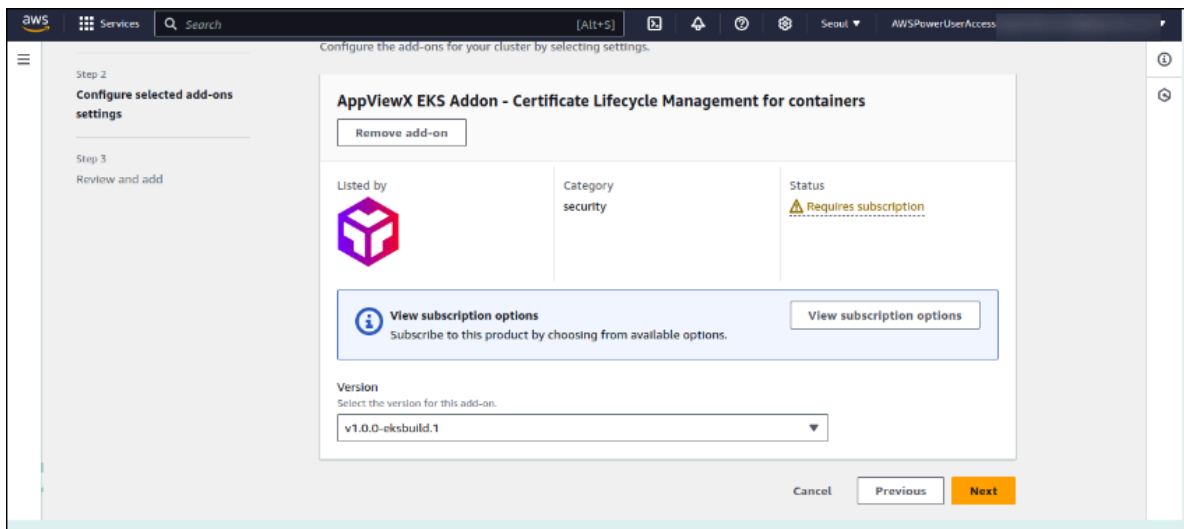 aws
Services
Search
[Alt+S]
Seoul
AWSPowerUserAccess
Configure the add-ons for your cluster by selecting settings.
Step 2
Configure selected add-ons
settings
Step 3
Review and add
AppViewX EKS Addon - Certificate Lifecycle Management for containers
Remove add-on
Listed by
Category
security
Status
Requires subscription
View subscription options
Subscribe to this product by choosing from available options.
View subscription options
Version
Select the version for this add-on.
v1.0.0-eksbuild.1
Cancel
Previous
Next